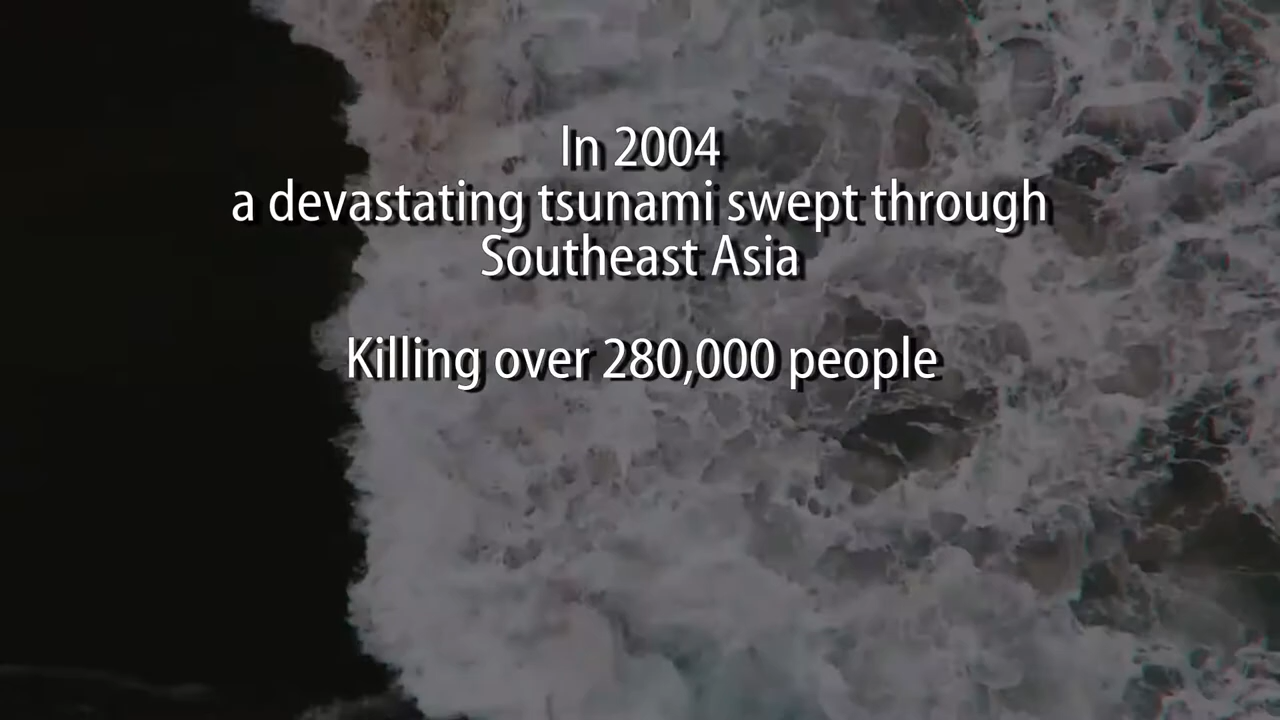 In 2004
a devastating tsunami swept through
Southeast Asia
Killing over 280,000 people